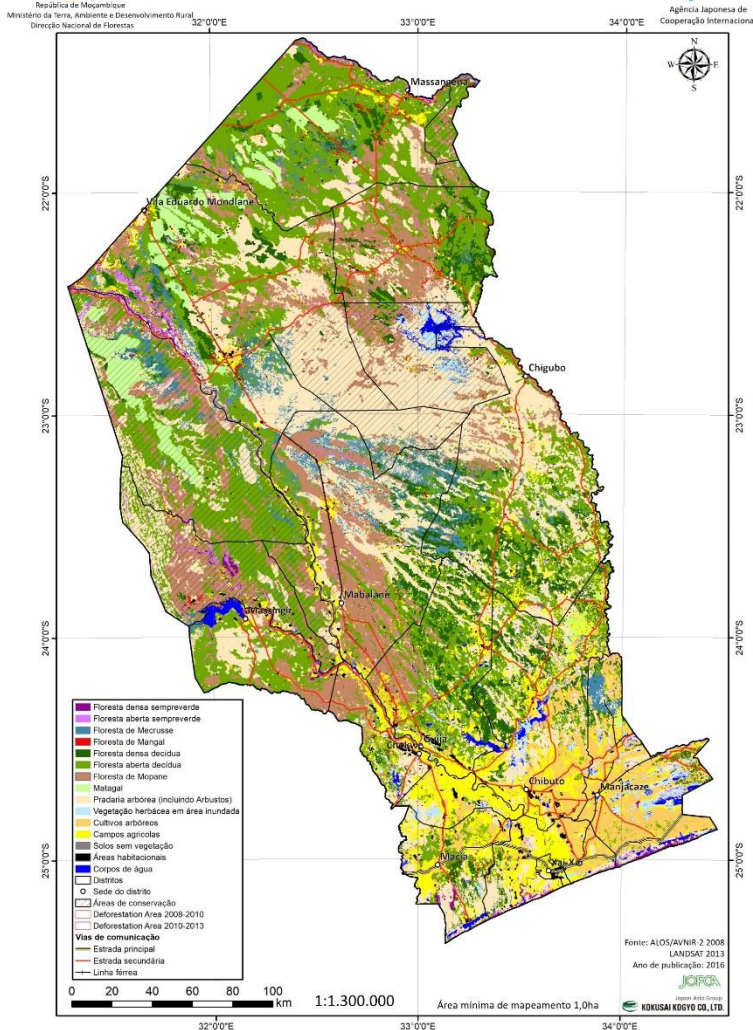 República de Moçambique
Ministério da Terra, Ambiente e Desenvolvimento Rural
Direcção Nacional de Florestas
Agência Japonesa de
Cooperação Internaciona
32°0'0"E
33°0'0"E
34°0'0"E
N
W
E
S
Massangena
22°0'0"S
22°0'0"S
Vila Eduardo Mondlane
Chigubo
23°0'0"S
23°0'0"S
Mabalane
Massingir
24°0'0"S
24°0'0"S
Guijá
Chokwe
Chibuto
Manjacaze
Macia
Xai-Xai
25°0'0"S
25°0'0"S
Floresta densa sempreverde
Floresta aberta sempreverde
Floresta de Mecrusse
Floresta de Mangal
Floresta densa decídua
Floresta aberta decídua
Floresta de Mopane
Matagal
Pradaria arbórea (incluindo Arbustos)
Vegetação herbácea em área inundada
Cultivos arbóreos
Campos agricolas
Solos sem vegetação
Áreas habitacionais
Corpos de água
Distritos
Sede do distrito
Áreas de conservação
Deforestation Area 2008-2010
Deforestation Area 2010-2013
Vias de comunicação
Estrada principal
Estrada secundária
Linha férrea
0 20 40 60 80 100
km
1:1.300.000
Área mínima de mapeamento 1,0ha
Fonte: ALOS/AVNIR-2 2008
LANDSAT 2013
Ano de publicação: 2016
JOFCA
Japan Asia Group
KOKUSAI KOGYO CO., LTD.
32°0'0"E
33°0'0"E
34°0'0"E